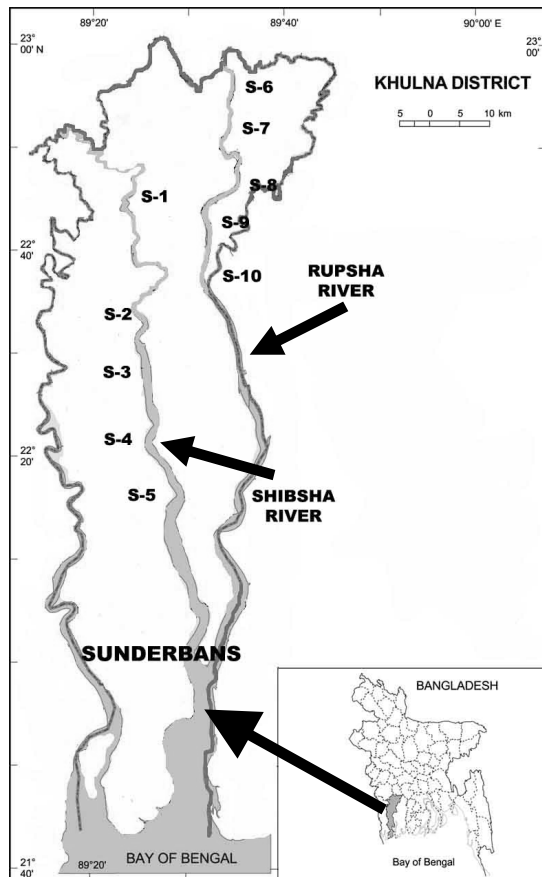 89°20' 89°40' 90°00' E
23°
00' N
23°
00'
KHULNA DISTRICT
5 0 10 km
S-6
S-7
S-8
S-1
S-9
22°
40'
S-10
RUPSHA
RIVER
S-2
S-3
S-4
22°
20'
S-5
SHIBSHA
RIVER
SUNDERBANS
BANGLADESH
Bay of Bengal
BAY OF BENGAL
21°
40'
89°20'